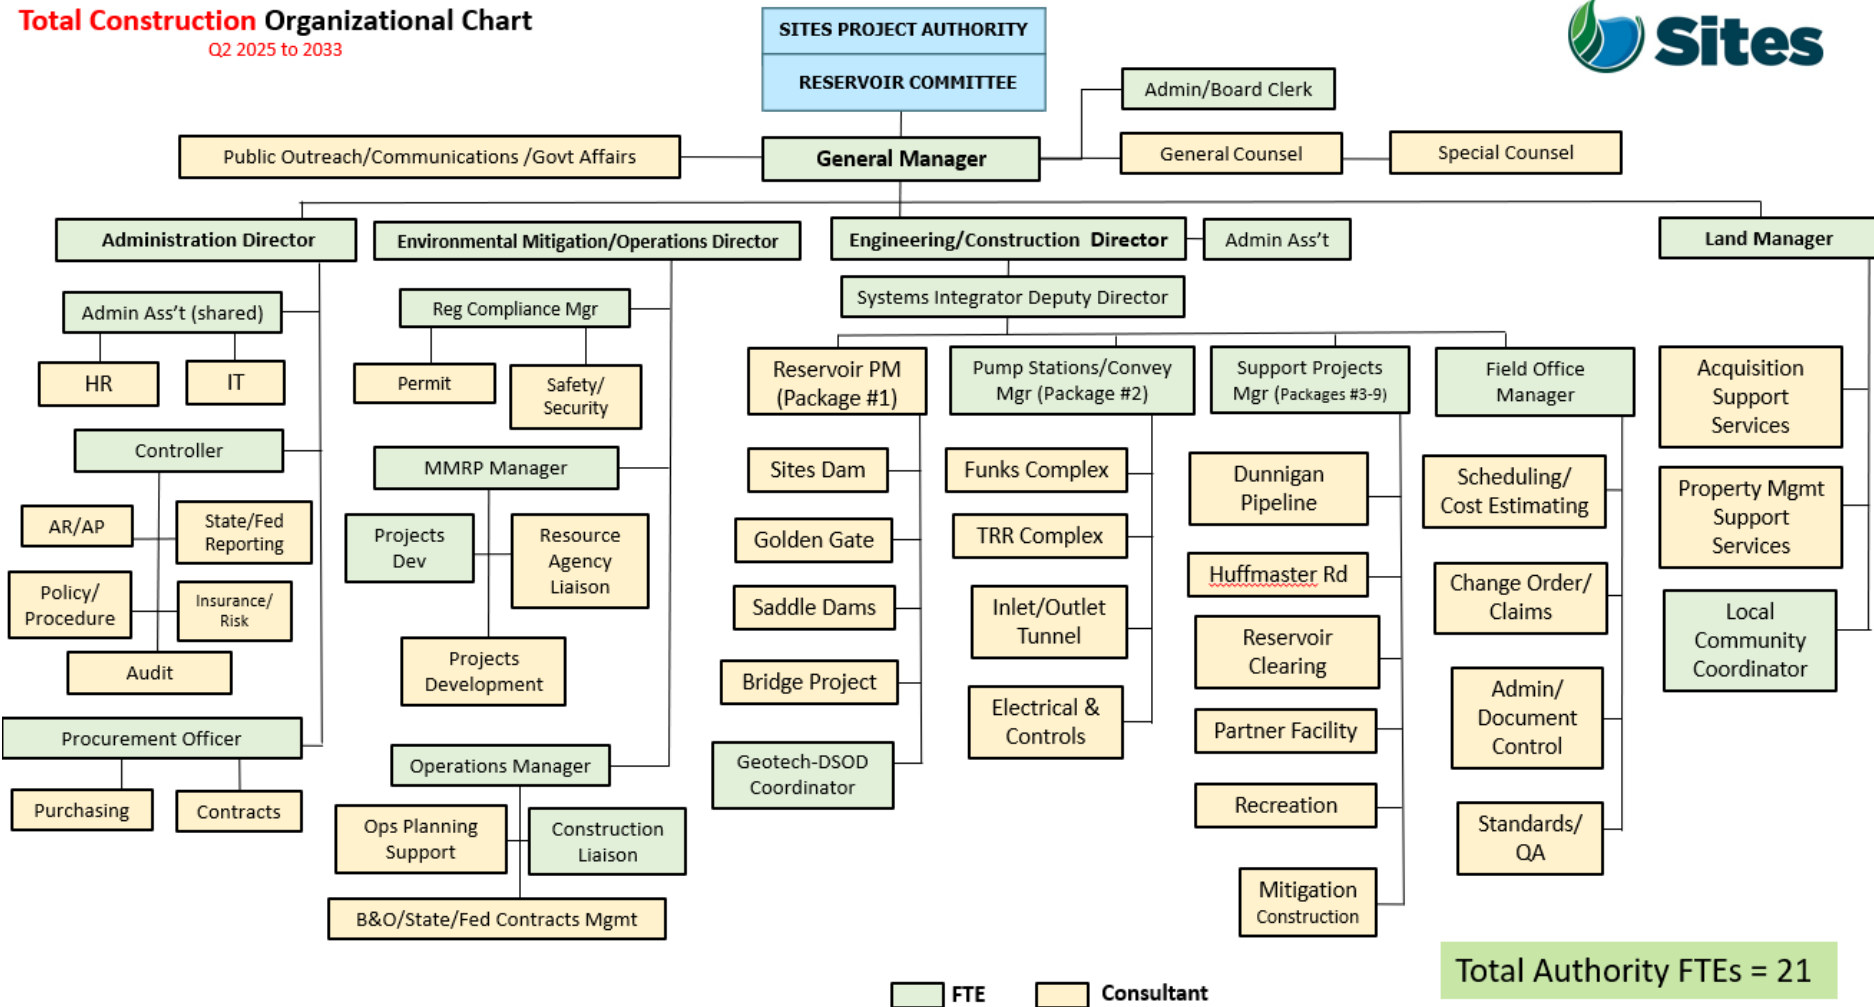 Total Construction Organizational Chart
Q2 2025 to 2033
SITES PROJECT AUTHORITY
RESERVOIR COMMITTEE
Sites
Admin/Board Clerk
Public Outreach/Communications /Govt Affairs
General Manager
General Counsel
Special Counsel
Administration Director
Environmental Mitigation/Operations Director
Engineering/Construction Director
Admin Ass't
Land Manager
Admin Ass't (shared)
HR
IT
Controller
AR/AP
State/Fed
Reporting
Policy/
Procedure
Insurance/
Risk
Audit
Procurement Officer
Purchasing
Contracts
Reg Compliance Mgr
Permit
Safety/
Security
MMRP Manager
Projects
Dev
Resource
Agency
Liaison
Projects
Development
Operations Manager
Ops Planning
Support
Construction
Liaison
B&O/State/Fed Contracts Mgmt
Systems Integrator Deputy Director
Reservoir PM
(Package #1)
Sites Dam
Golden Gate
Saddle Dams
Bridge Project
Geotech-DSOD
Coordinator
Pump Stations/Convey
Mgr (Package #2)
Funks Complex
TRR Complex
Inlet/Outlet
Tunnel
Electrical &
Controls
Support Projects
Mgr (Packages #3-9)
Dunnigan
Pipeline
Huffmaster Rd
Reservoir
Clearing
Partner Facility
Recreation
Mitigation
Construction
Field Office
Manager
Scheduling/
Cost Estimating
Change Order/
Claims
Admin/
Document
Control
Standards/
QA
Acquisition
Support
Services
Property Mgmt
Support
Services
Local
Community
Coordinator
Total Authority FTEs = 21
FTE
Consultant